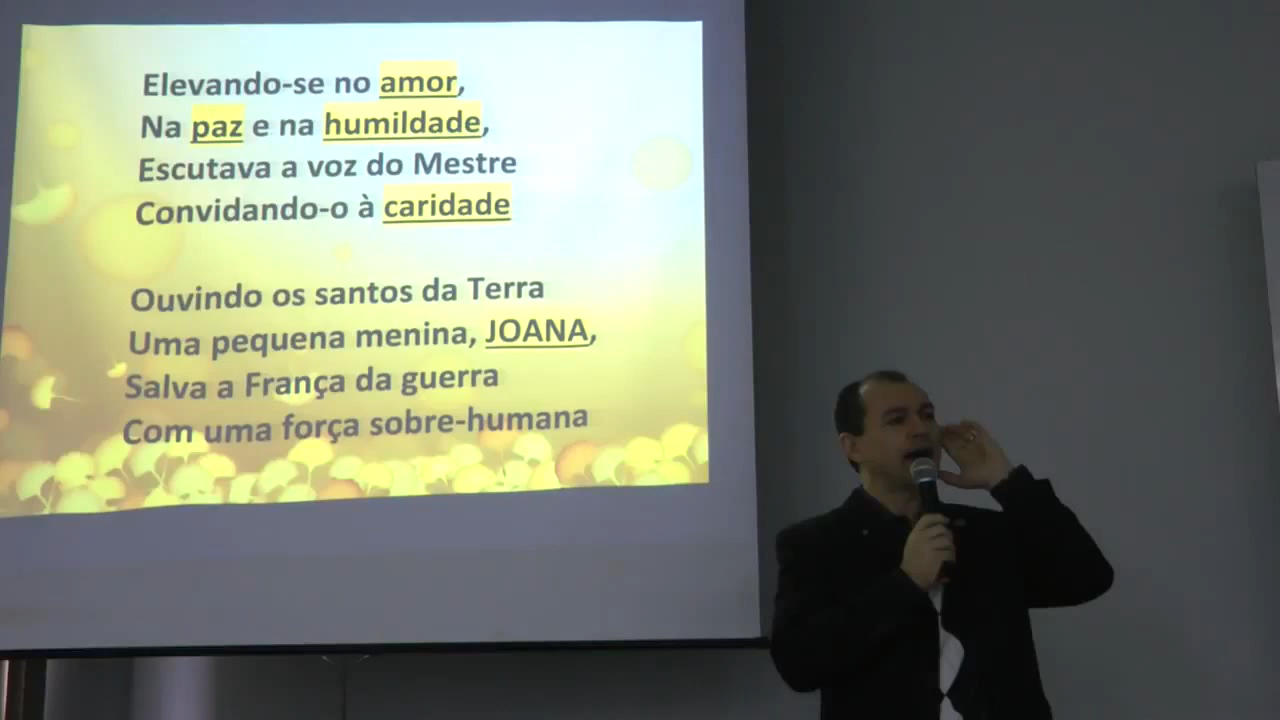 Elevando-se no amor,
Na paz e na humildade,
Escutava a voz do Mestre
Convidando-o à caridade
Ouvindo os santos da Terra
Uma pequena menina, JOANA,
Salva a França da guerra
Com uma força sobre-humana